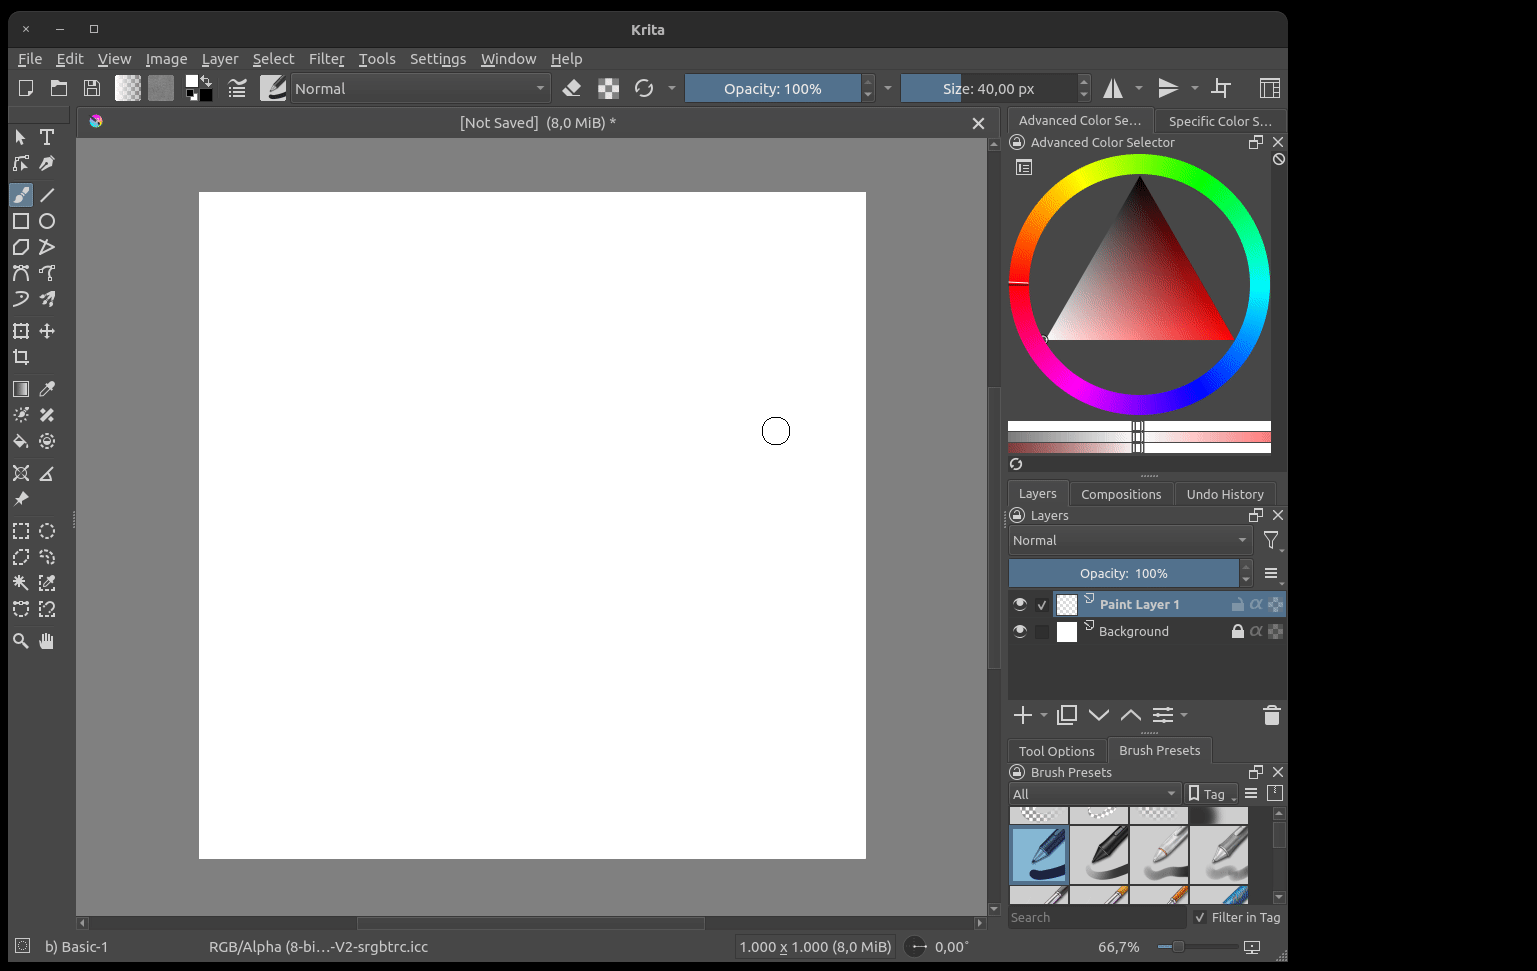 Krita
File Edit View Image Layer Select Filter Tools Settings Window Help
Normal Opacity: 100% Size: 40,00 px
[Not Saved] (8,0 MiB) *
Advanced Color Se... Specific Color S...
Advanced Color Selector
Layers Compositions Undo History
Layers
Normal
Opacity: 100%
Paint Layer 1
Background
Tool Options Brush Presets
Brush Presets
All Tag
Search Filter in Tag
b) Basic-1 RGB/Alpha (8-bi...-V2-srgbtrc.icc 1.000 x 1.000 (8,0 MiB) 0,00° 66,7%